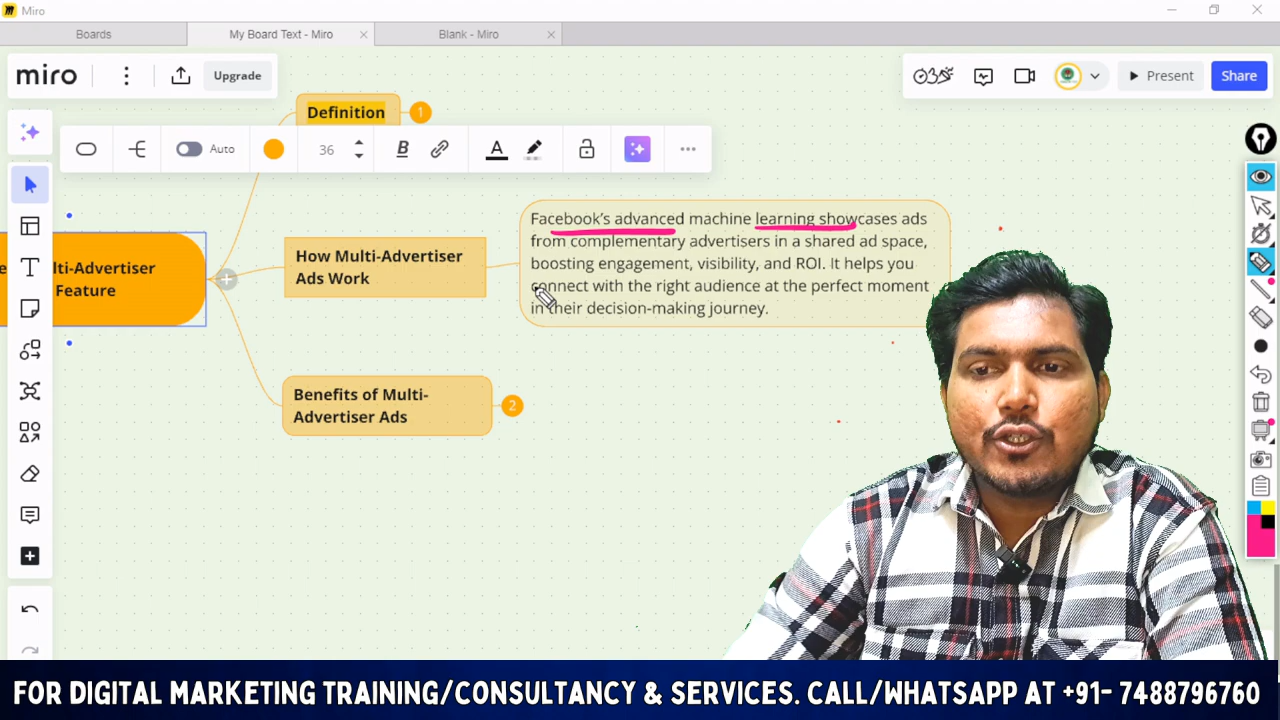 Miro
Boards
My Board Text - Miro
Blank - Miro
miro
Upgrade
Present
Share
Definition
1
Auto
36
B
A
lti-Advertiser
Feature
How Multi-Advertiser
Ads Work
Facebook's advanced machine learning showcases ads
from complementary advertisers in a shared ad space,
boosting engagement, visibility, and ROI. It helps you
connect with the right audience at the perfect moment
in their decision-making journey.
Benefits of Multi-
Advertiser Ads
2
FOR DIGITAL MARKETING TRAINING/CONSULTANCY & SERVICES. CALL/WHATSAPP AT +91- 7488796760